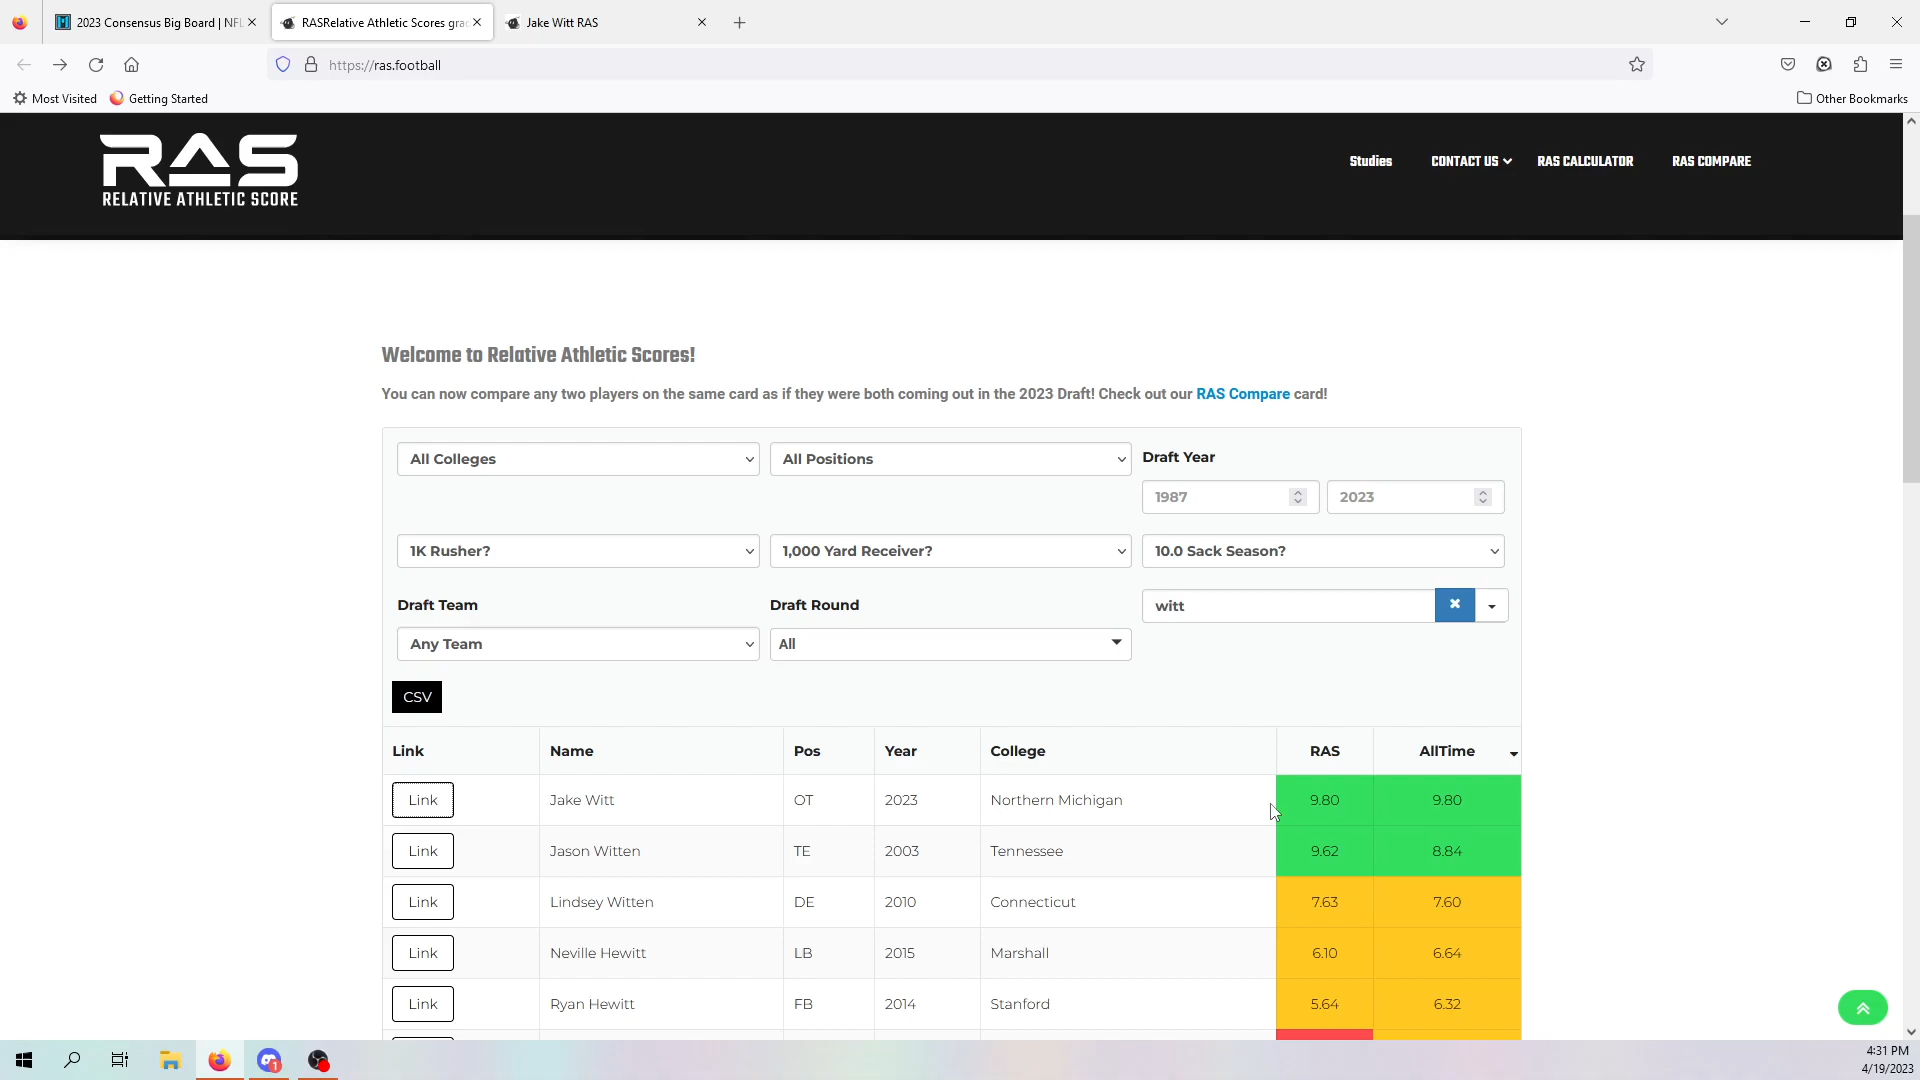 2023 Consensus Big Board | NFL
RASRelative Athletic Scores grad
Jake Witt RAS
https://ras.football
Most Visited
Getting Started
Other Bookmarks
RAS
RELATIVE ATHLETIC SCORE
Studies
CONTACT US
RAS CALCULATOR
RAS COMPARE
Welcome to Relative Athletic Scores!
You can now compare any two players on the same card as if they were both coming out in the 2023 Draft! Check out our RAS Compare card!
All Colleges
All Positions
Draft Year
1987
2023
1K Rusher?
1,000 Yard Receiver?
10.0 Sack Season?
Draft Team
Draft Round
witt
Any Team
All
CSV
Link Name Pos Year College RAS AllTime
Link Jake Witt OT 2023 Northern Michigan 9.80 9.80
Link Jason Witten TE 2003 Tennessee 9.62 8.84
Link Lindsey Witten DE 2010 Connecticut 7.63 7.60
Link Neville Hewitt LB 2015 Marshall 6.10 6.64
Link Ryan Hewitt FB 2014 Stanford 5.64 6.32
1
4:31 PM
4/19/2023